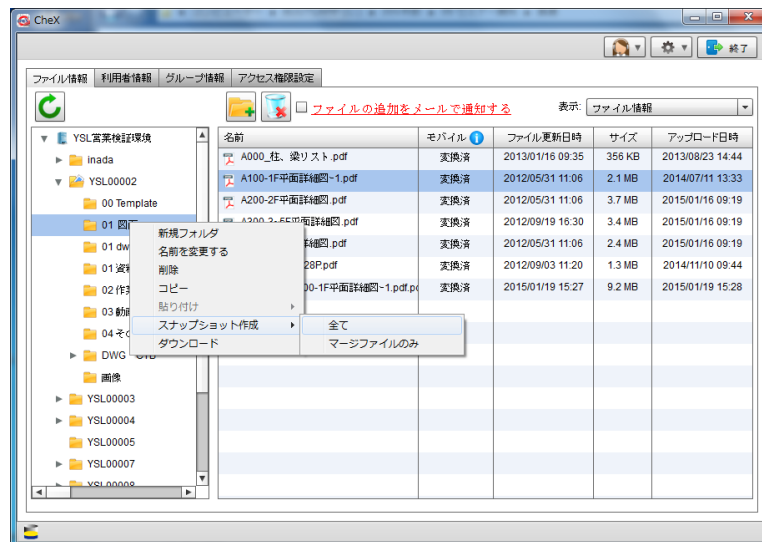 CheX
終了
ファイル情報 利用者情報 グループ情報 アクセス権限設定
ファイルの追加をメールで通知する 表示: ファイル情報
YSL営業検証環境
inada
YSL00002
00 Template
01 図面
01 dw
01 資料
02 作業
03 動画
04 その
DWG
画像
YSL00003
YSL00004
YSL00005
YSL00007
YSL00008
新規フォルダ
名前を変更する
削除
コピー
貼り付け
スナップショット作成
ダウンロード
全て
マージファイルのみ
名前 モバイル ファイル更新日時 サイズ アップロード日時
A000_柱、梁リスト.pdf 変換済 2013/01/16 09:35 356 KB 2013/08/23 14:44
A100-1F平面詳細図~1.pdf 変換済 2012/05/31 11:06 2.1 MB 2014/07/11 13:33
A200-2F平面詳細図.pdf 変換済 2012/05/31 11:06 3.7 MB 2015/01/16 09:19
A300-3~5F平面詳細図.pdf 変換済 2012/09/19 16:30 3.4 MB 2015/01/16 09:19
詳細図.pdf 変換済 2012/05/31 11:06 2.4 MB 2015/01/16 09:19
28P.pdf 変換済 2012/09/03 11:20 1.3 MB 2014/11/10 09:44
00-1F平面詳細図~1.pdf.p 変換済 2015/01/19 15:27 9.2 MB 2015/01/19 15:28